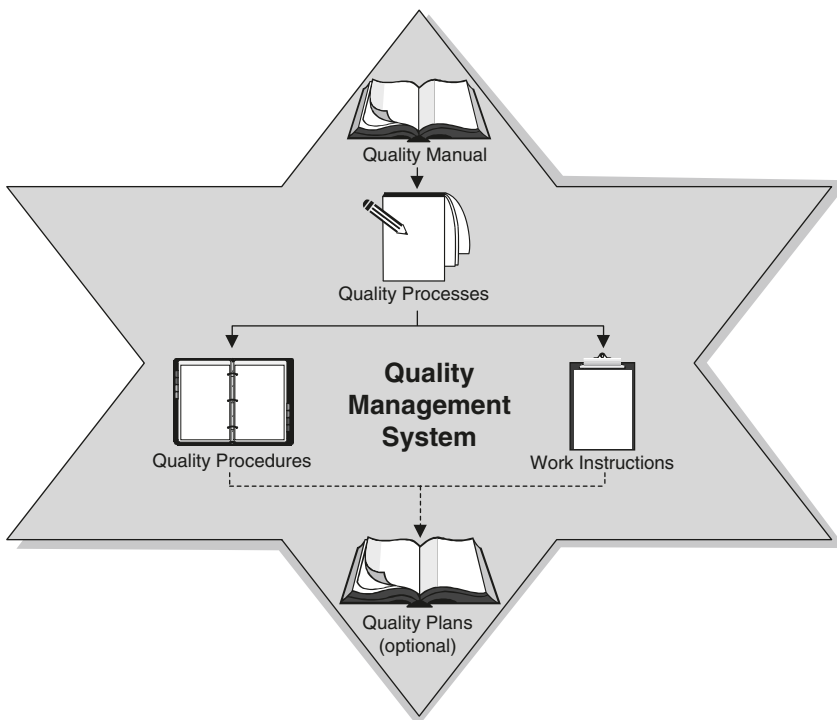 Quality Manual
Quality Processes
Quality
Management
System
Quality Procedures
Work Instructions
Quality Plans
(optional)